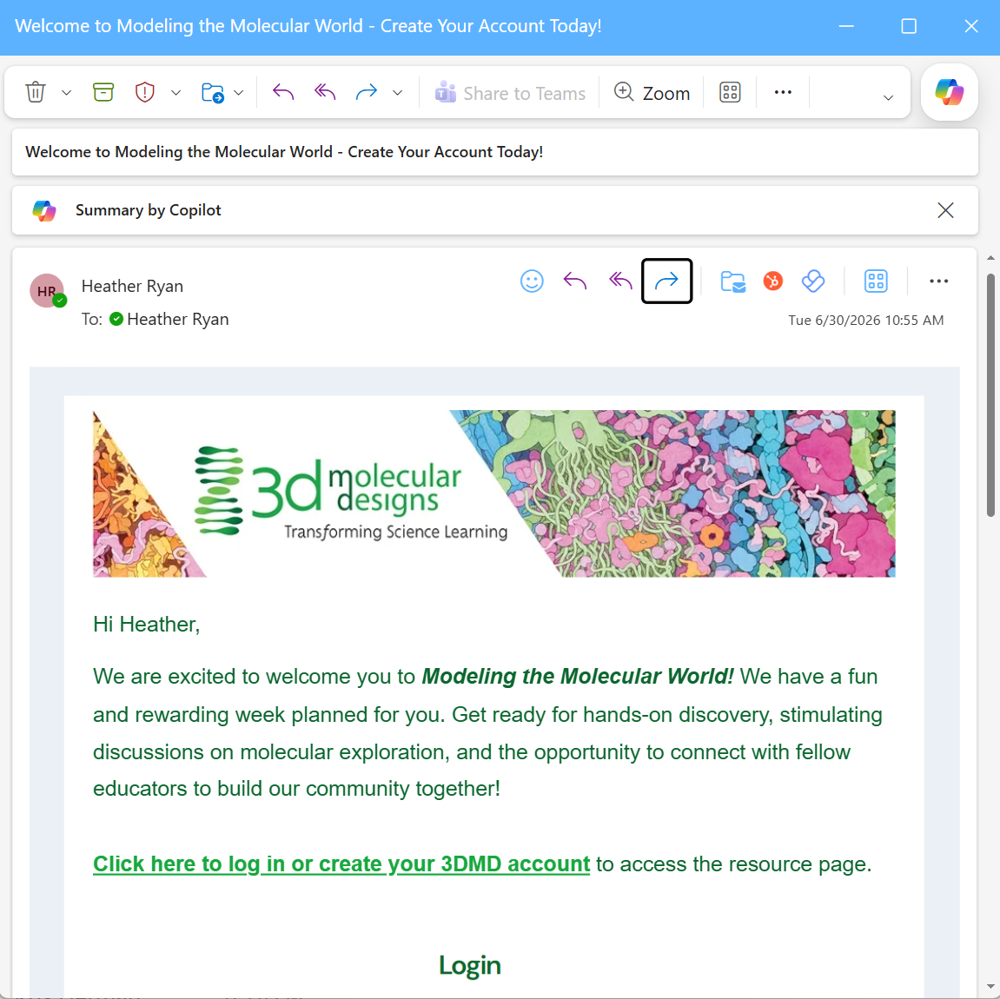 Welcome to Modeling the Molecular World - Create Your Account Today!
Share to Teams
Zoom
Welcome to Modeling the Molecular World - Create Your Account Today!
Summary by Copilot
HR
Heather Ryan
To: Heather Ryan
Tue 6/30/2026 10:55 AM
3d molecular
designs
Transforming Science Learning
Hi Heather,
We are excited to welcome you to Modeling the Molecular World! We have a fun
and rewarding week planned for you. Get ready for hands-on discovery, stimulating
discussions on molecular exploration, and the opportunity to connect with fellow
educators to build our community together!
Click here to log in or create your 3DMD account to access the resource page.
Login